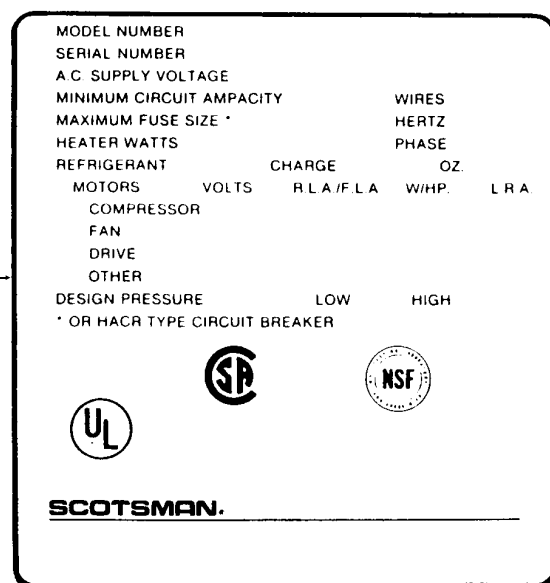 MODEL NUMBER
SERIAL NUMBER
A.C. SUPPLY VOLTAGE
MINIMUM CIRCUIT AMPACITY WIRES
MAXIMUM FUSE SIZE * HERTZ
HEATER WATTS PHASE
REFRIGERANT CHARGE OZ.
MOTORS VOLTS R.L.A./F.L.A W/HP. L.R.A.
COMPRESSOR
FAN
DRIVE
OTHER
DESIGN PRESSURE LOW HIGH
* OR HACR TYPE CIRCUIT BREAKER
SA NSF
UL
SCOTSMAN.